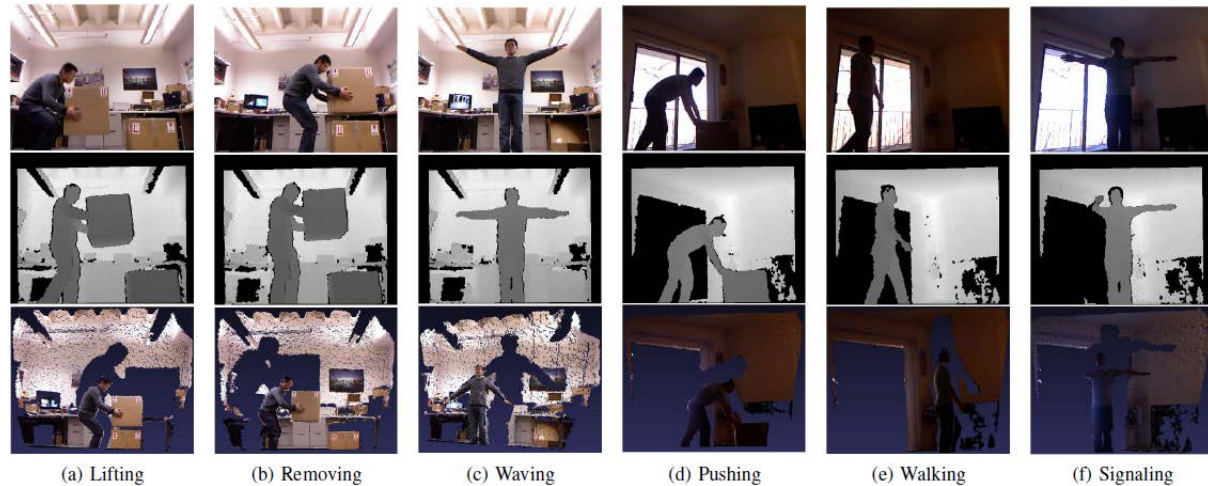 (a) Lifting
(b) Removing
(c) Waving
(d) Pushing
(e) Walking
(f) Signaling